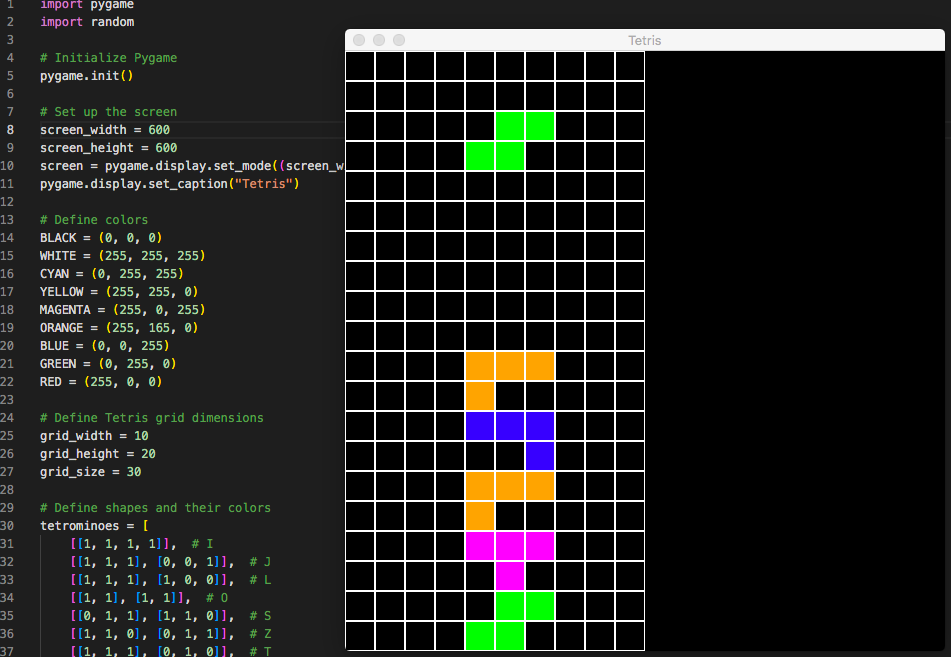 1 import pygame
2 import random
3
4 # Initialize Pygame
5 pygame.init()
6
7 # Set up the screen
8 screen_width = 600
9 screen_height = 600
10 screen = pygame.display.set_mode((screen_w
11 pygame.display.set_caption("Tetris")
12
13 # Define colors
14 BLACK = (0, 0, 0)
15 WHITE = (255, 255, 255)
16 CYAN = (0, 255, 255)
17 YELLOW = (255, 255, 0)
18 MAGENTA = (255, 0, 255)
19 ORANGE = (255, 165, 0)
20 BLUE = (0, 0, 255)
21 GREEN = (0, 255, 0)
22 RED = (255, 0, 0)
23
24 # Define Tetris grid dimensions
25 grid_width = 10
26 grid_height = 20
27 grid_size = 30
28
29 # Define shapes and their colors
30 tetrominoes = [
31 [[1, 1, 1, 1]], # I
32 [[1, 1, 1], [0, 0, 1]], # J
33 [[1, 1, 1], [1, 0, 0]], # L
34 [[1, 1], [1, 1]], # O
35 [[0, 1, 1], [1, 1, 0]], # S
36 [[1, 1, 0], [0, 1, 1]], # Z
37 [[1, 1, 1], [0, 1, 0]], # T
Tetris